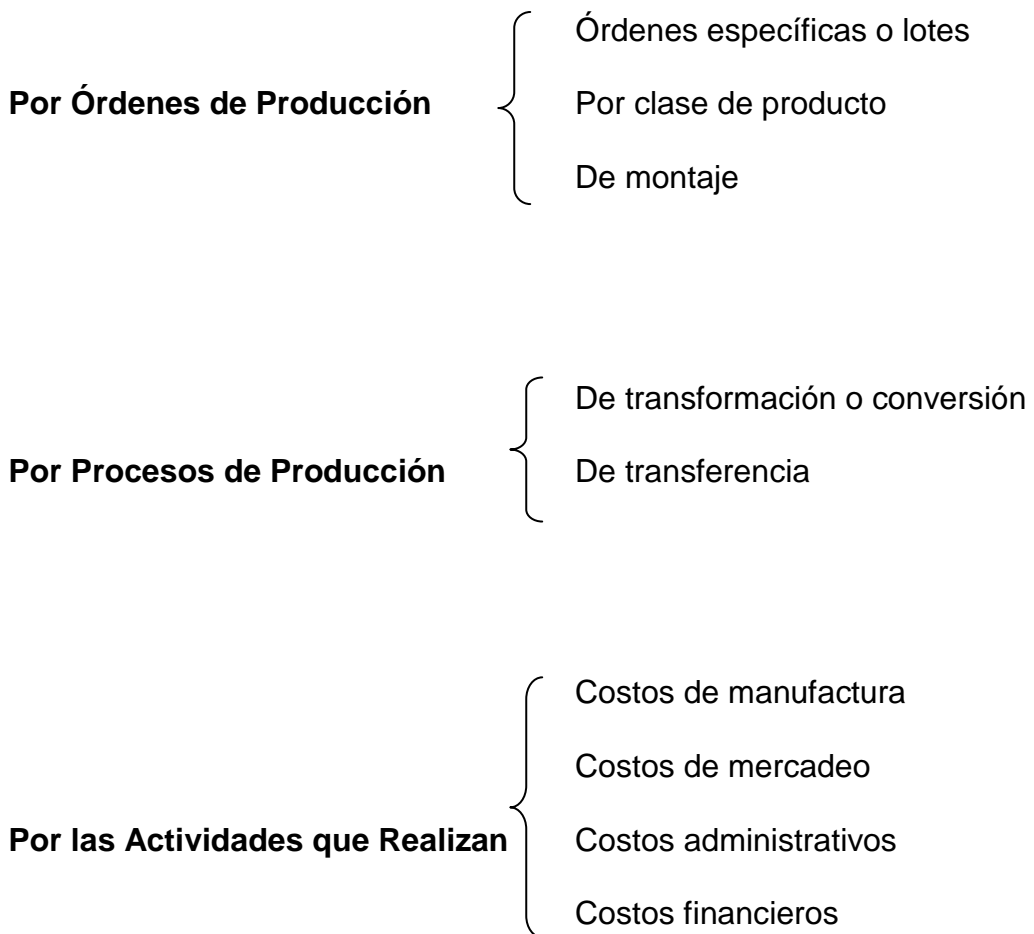 Órdenes específicas o lotes
Por Órdenes de Producción
Por clase de producto
De montaje
De transformación o conversión
Por Procesos de Producción
De transferencia
Costos de manufactura
Costos de mercadeo
Por las Actividades que Realizan
Costos administrativos
Costos financieros